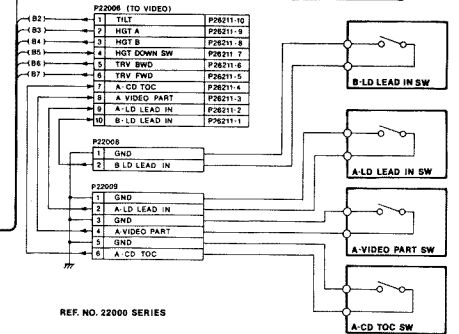 P22006 (TO VIDEO)
(B2) 1 TILT P26211-10
(B3) 2 HGT A P26211-9
(B4) 3 HGT B P26211-8
(B5) 4 HGT DOWN SW P26211-7
(B6) 5 TRV BWD P26211-6
(B7) 6 TRV FWD P26211-5
7 A-CD TOC P26211-4
8 A VIDEO PART P26211-3
9 A-LD LEAD IN P26211-2
10 B-LD LEAD IN P26211-1
B-LD LEAD IN SW
P22008
1 GND
2 B LD LEAD IN
A-LD LEAD IN SW
P22009
1 GND
2 A-LD LEAD IN
3 GND
4 A-VIDEO PART
5 GND
6 A-CD TOC
A-VIDEO PART SW
REF. NO. 22000 SERIES
A-CD TOC SW